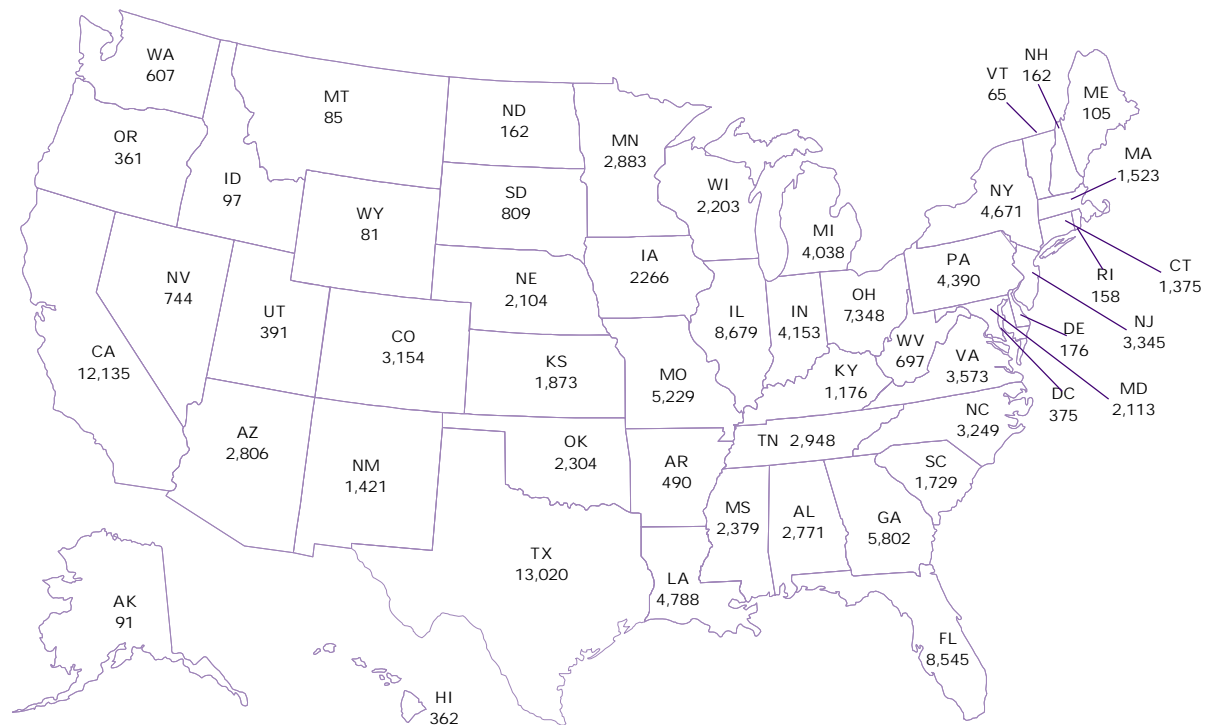 WA
607
OR
361
ID
97
MT
85
ND
162
MN
2,883
SD
809
WY
81
NE
2,104
IA
2266
WI
2,203
MI
4,038
NV
744
UT
391
CO
3,154
CA
12,135
KS
1,873
MO
5,229
IL
8,679
IN
4,153
OH
7,348
WV
697
KY
1,176
VA
3,573
PA
4,390
NY
4,671
VT
65
NH
162
ME
105
MA
1,523
CT
1,375
RI
158
NJ
3,345
DE
176
MD
2,113
DC
375
NC
3,249
TN 2,948
SC
1,729
AZ
2,806
NM
1,421
OK
2,304
AR
490
MS
2,379
AL
2,771
GA
5,802
TX
13,020
LA
4,788
FL
8,545
AK
91
HI
362